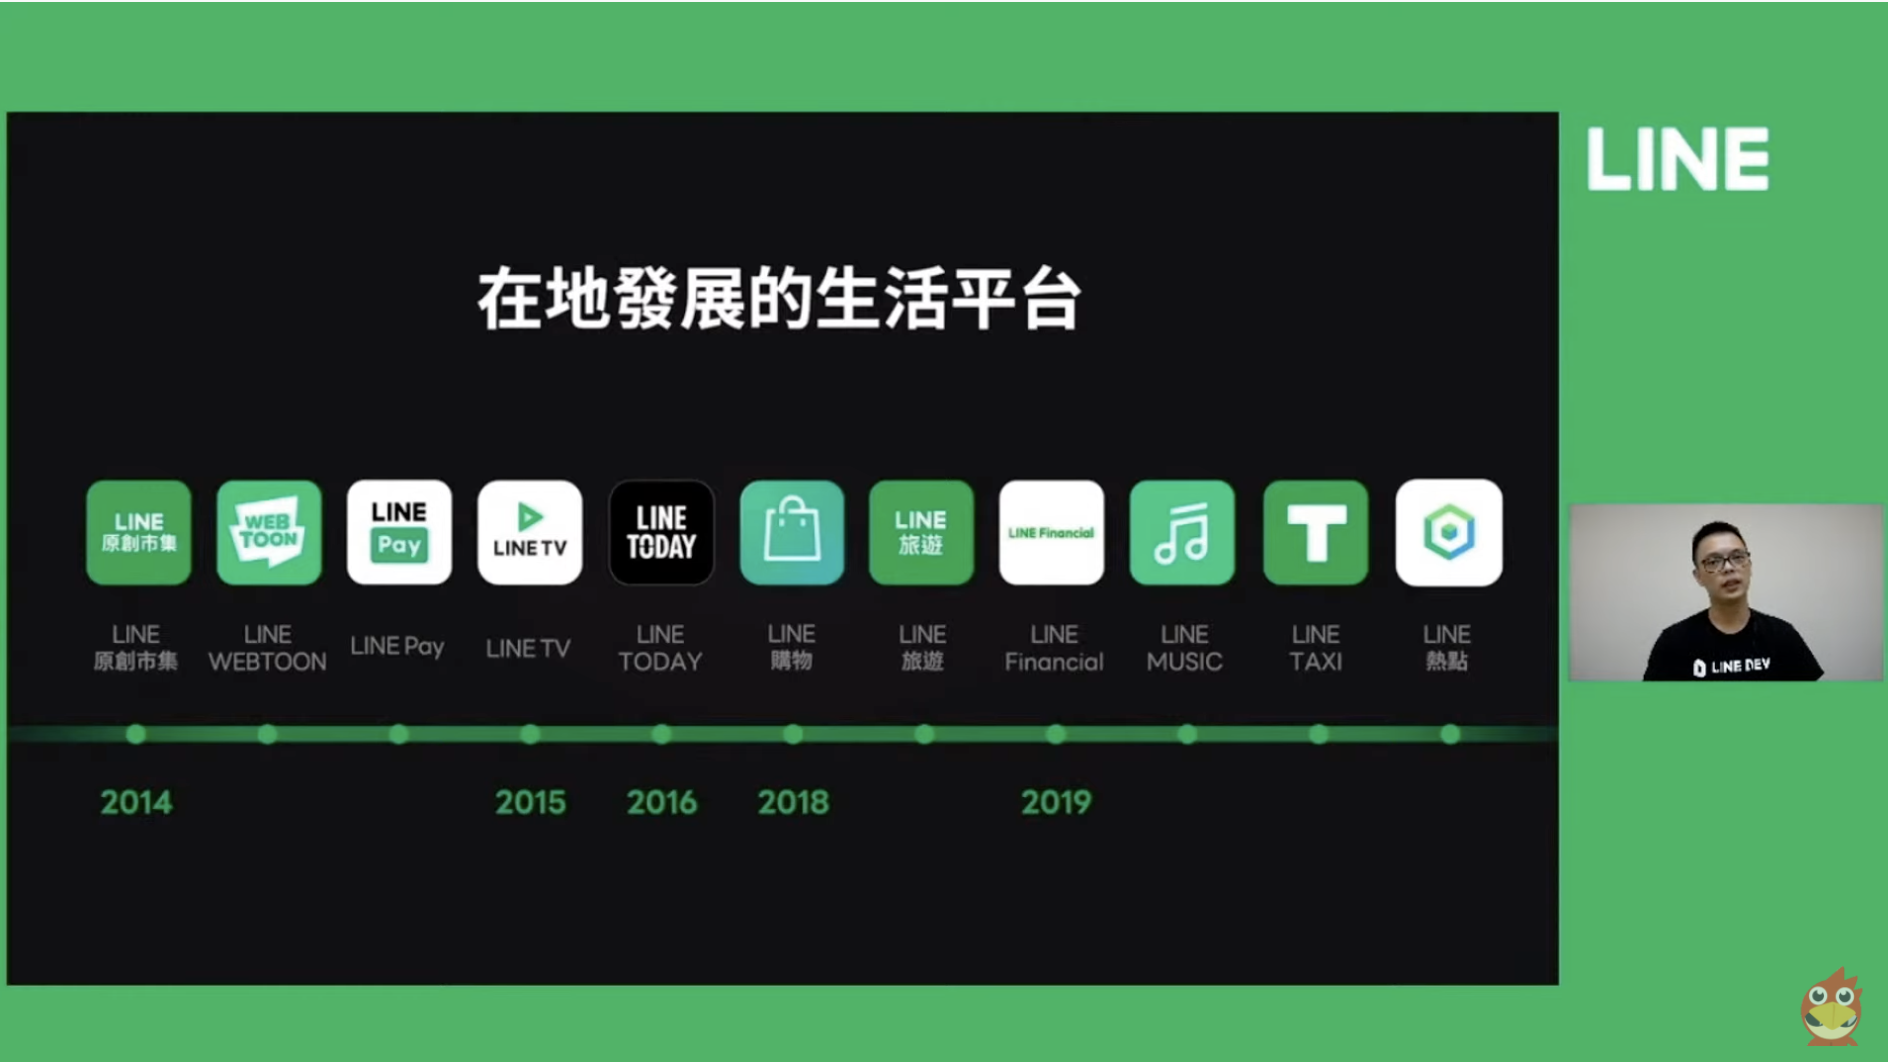 LINE
在地發展的生活平台
LINE
原創市集
WEB
TOON
LINE
Pay
LINE TV
LINE
TODAY
LINE
旅遊
LINE Financial
T
LINE
原創市集
LINE
WEBTOON
LINE Pay
LINE TV
LINE
TODAY
LINE
購物
LINE
旅遊
LINE
Financial
LINE
MUSIC
LINE
TAXI
LINE
熱點
2014
2015
2016
2018
2019
LINE DEV